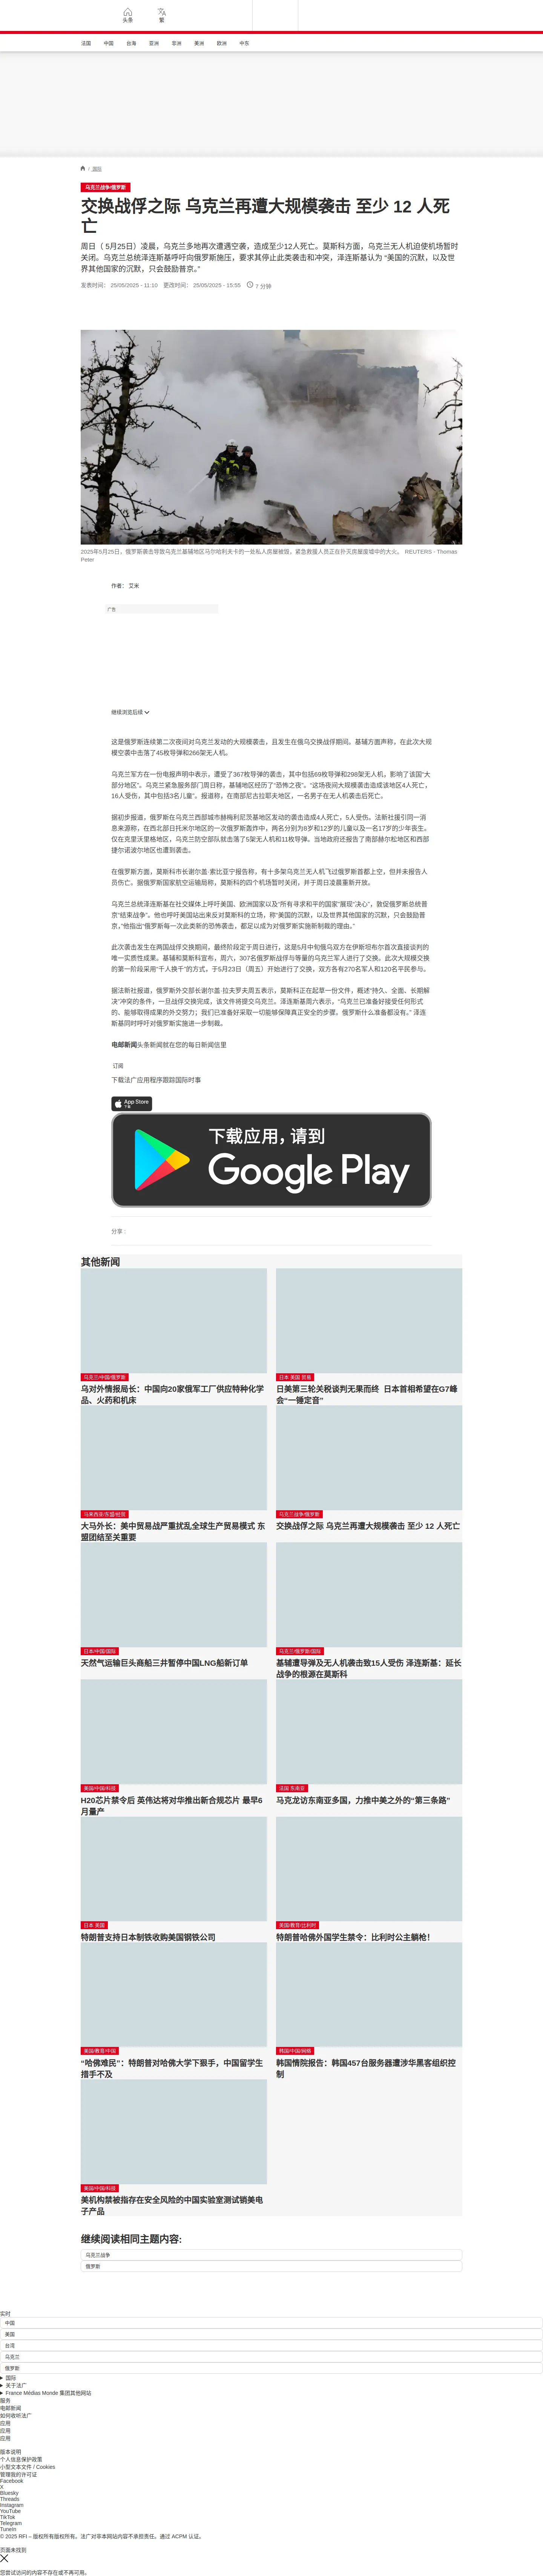 头条
繁
法国
中国
台海
亚洲
非洲
美洲
欧洲
中东
/ 国际
乌克兰战争/俄罗斯
交换战俘之际 乌克兰再遭大规模袭击 至少 12 人死
亡
周日（ 5月25日）凌晨，乌克兰多地再次遭遇空袭，造成至少12人死亡。莫斯科方面，乌克兰无人机迫使机场暂时
关闭。乌克兰总统泽连斯基呼吁向俄罗斯施压，要求其停止此类袭击和冲突，泽连斯基认为 “美国的沉默，以及世
界其他国家的沉默，只会鼓励普京。”
发表时间： 25/05/2025 - 11:10 更改时间： 25/05/2025 - 15:55 7 分钟
2025年5月25日，俄罗斯袭击导致乌克兰基辅地区马尔哈利夫卡的一处私人房屋被毁，紧急救援人员正在扑灭房屋废墟中的大火。 REUTERS - Thomas
Peter
作者： 艾米
广告
继续浏览后续
这是俄罗斯连续第二次夜间对乌克兰发动的大规模袭击，且发生在俄乌交换战俘期间。基辅方面声称，在此次大规
模空袭中击落了45枚导弹和266架无人机。
乌克兰军方在一份电报声明中表示，遭受了367枚导弹的袭击，其中包括69枚导弹和298架无人机，影响了该国“大
部分地区”。乌克兰紧急服务部门周日称，基辅地区经历了“恐怖之夜”。“这场夜间大规模袭击造成该地区4人死亡，
16人受伤，其中包括3名儿童”。报道称，在南部尼古拉耶夫地区，一名男子在无人机袭击后死亡。
据初步报道，俄罗斯在乌克兰西部城市赫梅利尼茨基地区发动的袭击造成4人死亡，5人受伤。法新社援引同一消
息来源称，在西北部日托米尔地区的一次俄罗斯轰炸中，两名分别为8岁和12岁的儿童以及一名17岁的少年丧生。
仅在克里沃里格地区，乌克兰防空部队就击落了5架无人机和11枚导弹。当地政府还报告了南部赫尔松地区和西部
捷尔诺波尔地区也遭到袭击。
在俄罗斯方面，莫斯科市长谢尔盖·索比亚宁报告称，有十多架乌克兰无人机飞过俄罗斯首都上空，但并未报告人
员伤亡。据俄罗斯国家航空运输局称，莫斯科的四个机场暂时关闭，并于周日凌晨重新开放。
乌克兰总统泽连斯基在社交媒体上呼吁美国、欧洲国家以及“所有寻求和平的国家”展现“决心”，敦促俄罗斯总统普
京“结束战争”。他也呼吁美国站出来反对莫斯科的立场，称“美国的沉默，以及世界其他国家的沉默，只会鼓励普
京，”他指出“俄罗斯每一次此类新的恐怖袭击，都足以成为对俄罗斯实施新制裁的理由。”
此次袭击发生在两国战俘交换期间，最终阶段定于周日进行，这是5月中旬俄乌双方在伊斯坦布尔首次直接谈判的
唯一实质性成果。基辅和莫斯科宣布，周六，307名俄罗斯战俘与等量的乌克兰军人进行了交换。此次大规模交换
的第一阶段采用“千人换千”的方式，于5月23日（周五）开始进行了交换，双方各有270名军人和120名平民参与。
据法新社报道，俄罗斯外交部长谢尔盖·拉夫罗夫周五表示，莫斯科正在起草一份文件，概述“持久、全面、长期解
决”冲突的条件，一旦战俘交换完成，该文件将提交乌克兰。泽连斯基周六表示，“乌克兰已准备好接受任何形式
的、能够取得成果的外交努力；我们已准备好采取一切能够保障真正安全的步骤。俄罗斯什么准备都没有。” 泽连
斯基同时呼吁对俄罗斯实施进一步制裁。
电邮新闻头条新闻就在您的每日新闻信里
订阅
下载法广应用程序跟踪国际时事
App Store
下载
下载应用，请到
Google Play
分享 :
其他新闻
乌克兰/中国/俄罗斯
乌对外情报局长：中国向20家俄军工厂供应特种化学
品、火药和机床
日本 美国 贸易
日美第三轮关税谈判无果而终 日本首相希望在G7峰
会“一锤定音”
马来西亚/东盟/经贸
大马外长：美中贸易战严重扰乱全球生产贸易模式 东
盟团结至关重要
乌克兰战争/俄罗斯
交换战俘之际 乌克兰再遭大规模袭击 至少 12 人死亡
日本/中国/国际
天然气运输巨头商船三井暂停中国LNG船新订单
乌克兰/俄罗斯/国际
基辅遭导弹及无人机袭击致15人受伤 泽连斯基：延长
战争的根源在莫斯科
美国/中国/科技
H20芯片禁令后 英伟达将对华推出新合规芯片 最早6
月量产
法国 东南亚
马克龙访东南亚多国，力推中美之外的“第三条路”
日本 美国
特朗普支持日本制铁收购美国钢铁公司
美国/教育/比利时
特朗普哈佛外国学生禁令：比利时公主躺枪！
美国/教育/中国
“哈佛难民”：特朗普对哈佛大学下狠手，中国留学生
措手不及
韩国/中国/网络
韩国情院报告：韩国457台服务器遭涉华黑客组织控
制
美国/中国/科技
美机构禁被指存在安全风险的中国实验室测试销美电
子产品
继续阅读相同主题内容:
乌克兰战争
俄罗斯
实时
中国
美国
台湾
乌克兰
俄罗斯
国际
关于法广
France Médias Monde 集团其他网站
服务
电邮新闻
如何收听法广
应用
应用
应用
版本说明
个人信息保护政策
小型文本文件 / Cookies
管理我的许可证
Facebook
X
Bluesky
Threads
Instagram
YouTube
TikTok
Telegram
TuneIn
© 2025 RFI – 版权所有版权所有。法广对非本网站内容不承担责任。通过 ACPM 认证。
页面未找到
您尝试访问的内容不存在或不再可用。